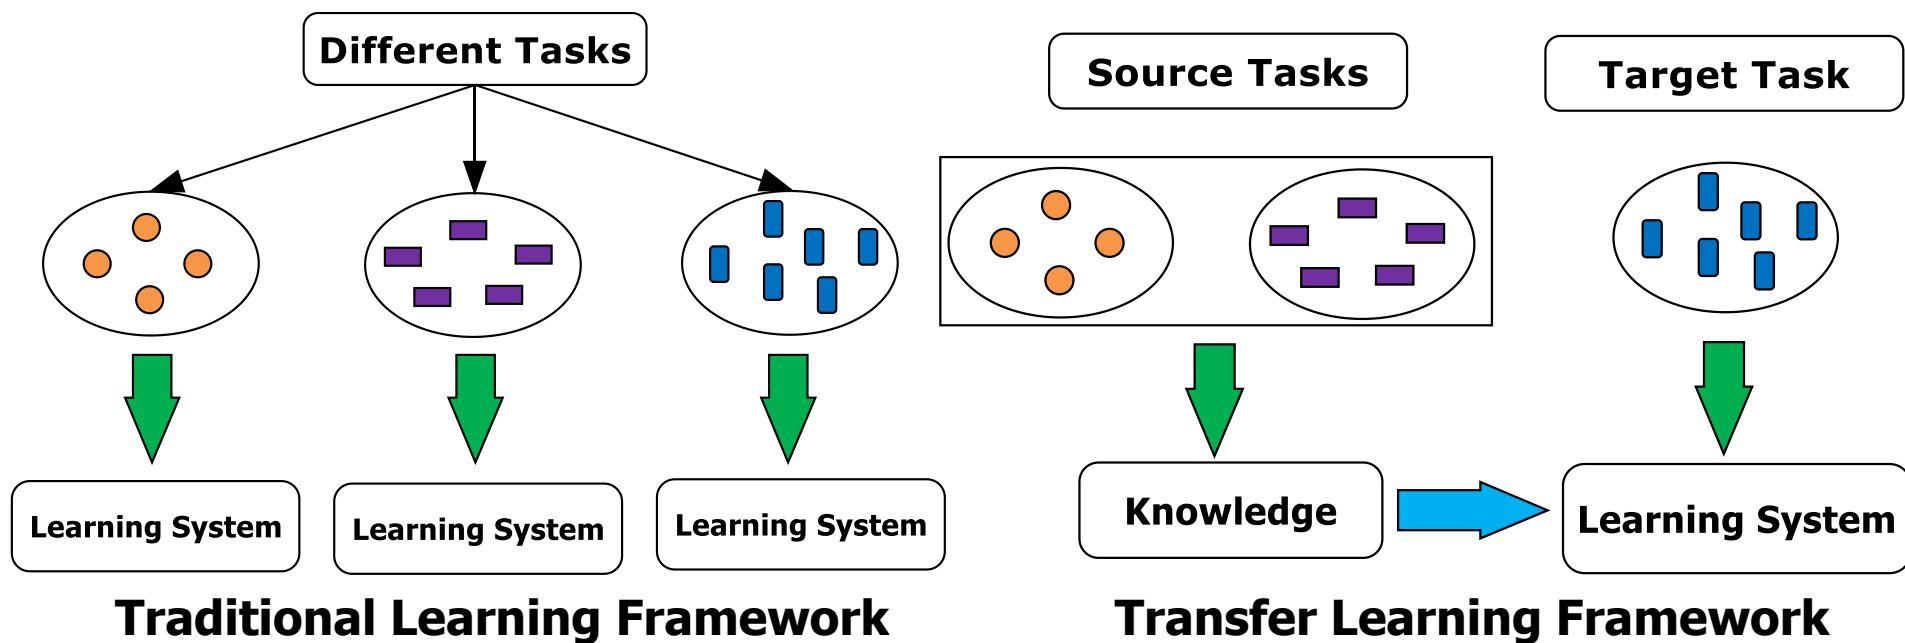 Different Tasks
Learning System
Learning System
Learning System
Traditional Learning Framework
Source Tasks
Target Task
Knowledge
Learning System
Transfer Learning Framework